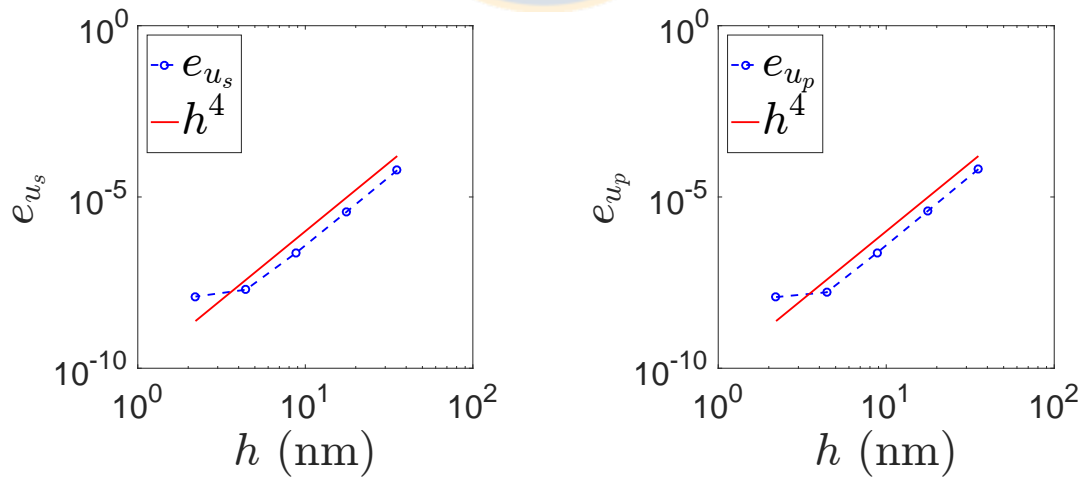 10^0
10^{-5}
10^{-10}
10^0 10^1 10^2
e_{u_s}
h (nm)
e_{u_s}
h^4
10^0
10^{-5}
10^{-10}
10^0 10^1 10^2
e_{u_p}
h (nm)
e_{u_p}
h^4